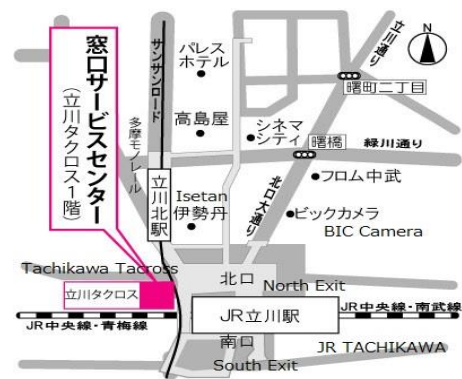 窓口サービスセンター
(立川タクロス1階)
サンサンロード
多摩モノレール
立川北駅
パレス
ホテル
高島屋
シネマ
シティ
Isetan
伊勢丹
立川通り
N
曙町二丁目
曙橋
緑川通り
フロム中武
北口大通り
ビックカメラ
BIC Camera
Tachikawa Tacross
立川タクロス
北口
North Exit
JR立川駅
JR中央線・青梅線
JR中央線・南武線
南口
South Exit
JR TACHIKAWA